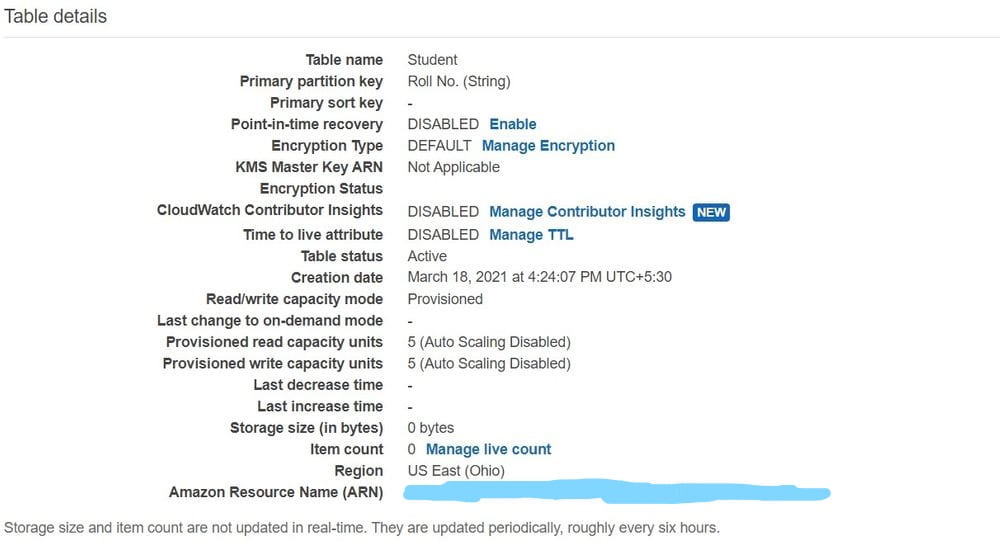 Table details
Table name Student
Primary partition key Roll No. (String)
Primary sort key -
Point-in-time recovery DISABLED Enable
Encryption Type DEFAULT Manage Encryption
KMS Master Key ARN Not Applicable
Encryption Status
CloudWatch Contributor Insights DISABLED Manage Contributor Insights NEW
Time to live attribute DISABLED Manage TTL
Table status Active
Creation date March 18, 2021 at 4:24:07 PM UTC+5:30
Read/write capacity mode Provisioned
Last change to on-demand mode -
Provisioned read capacity units 5 (Auto Scaling Disabled)
Provisioned write capacity units 5 (Auto Scaling Disabled)
Last decrease time -
Last increase time -
Storage size (in bytes) 0 bytes
Item count 0 Manage live count
Region US East (Ohio)
Amazon Resource Name (ARN)
Storage size and item count are not updated in real-time. They are updated periodically, roughly every six hours.